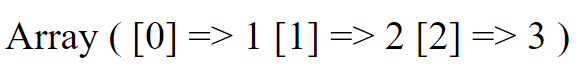 Array ( [0] => 1 [1] => 2 [2] => 3 )